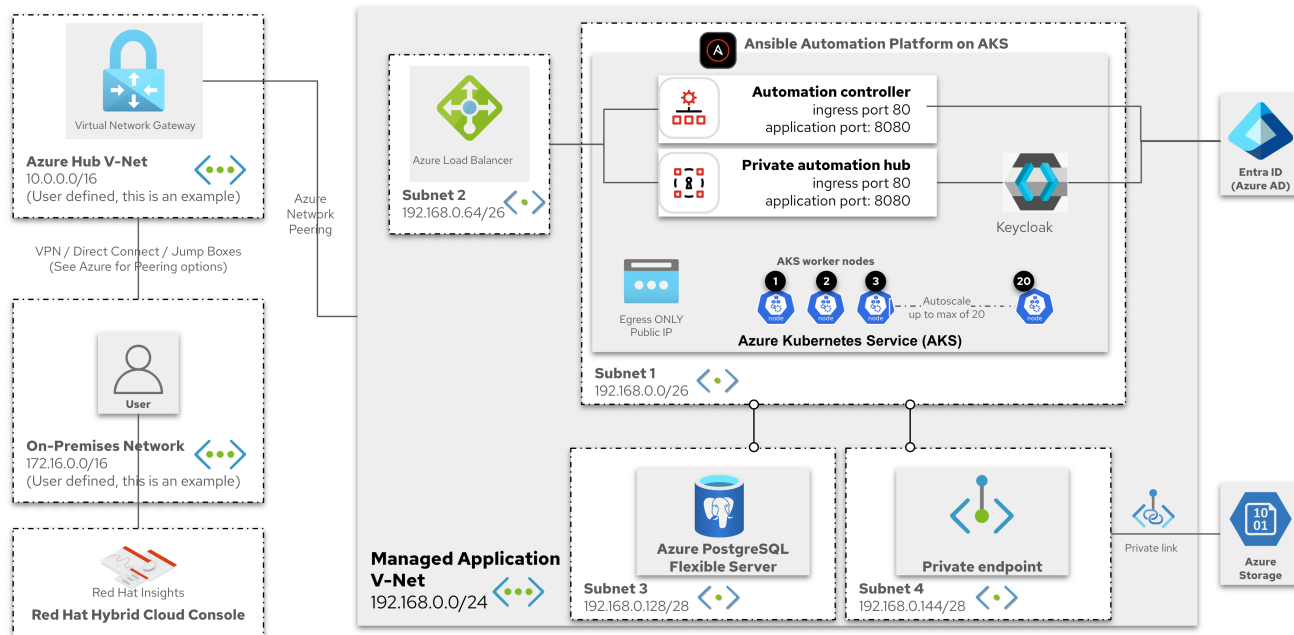 Virtual Network Gateway
Azure Hub V-Net
10.0.0.0/16
(User defined, this is an example)
VPN / Direct Connect / Jump Boxes
(See Azure for Peering options)
User
On-Premises Network
172.16.0.0/16
(User defined, this is an example)
Red Hat Insights
Red Hat Hybrid Cloud Console
Azure
Network
Peering
Azure Load Balancer
Subnet 2
192.168.0.64/26
A
Ansible Automation Platform on AKS
Automation controller
ingress port 80
application port: 8080
Private automation hub
ingress port 80
application port: 8080
Keycloak
Egress ONLY
Public IP
AKS worker nodes
1
2
3
20
node
node
node
node
Autoscale
up to max of 20
Azure Kubernetes Service (AKS)
Subnet 1
192.168.0.0/26
Managed Application
V-Net
192.168.0.0/24
Azure PostgreSQL
Flexible Server
Subnet 3
192.168.0.128/28
Private endpoint
Subnet 4
192.168.0.144/28
Entra ID
(Azure AD)
Private link
10
01
Azure
Storage